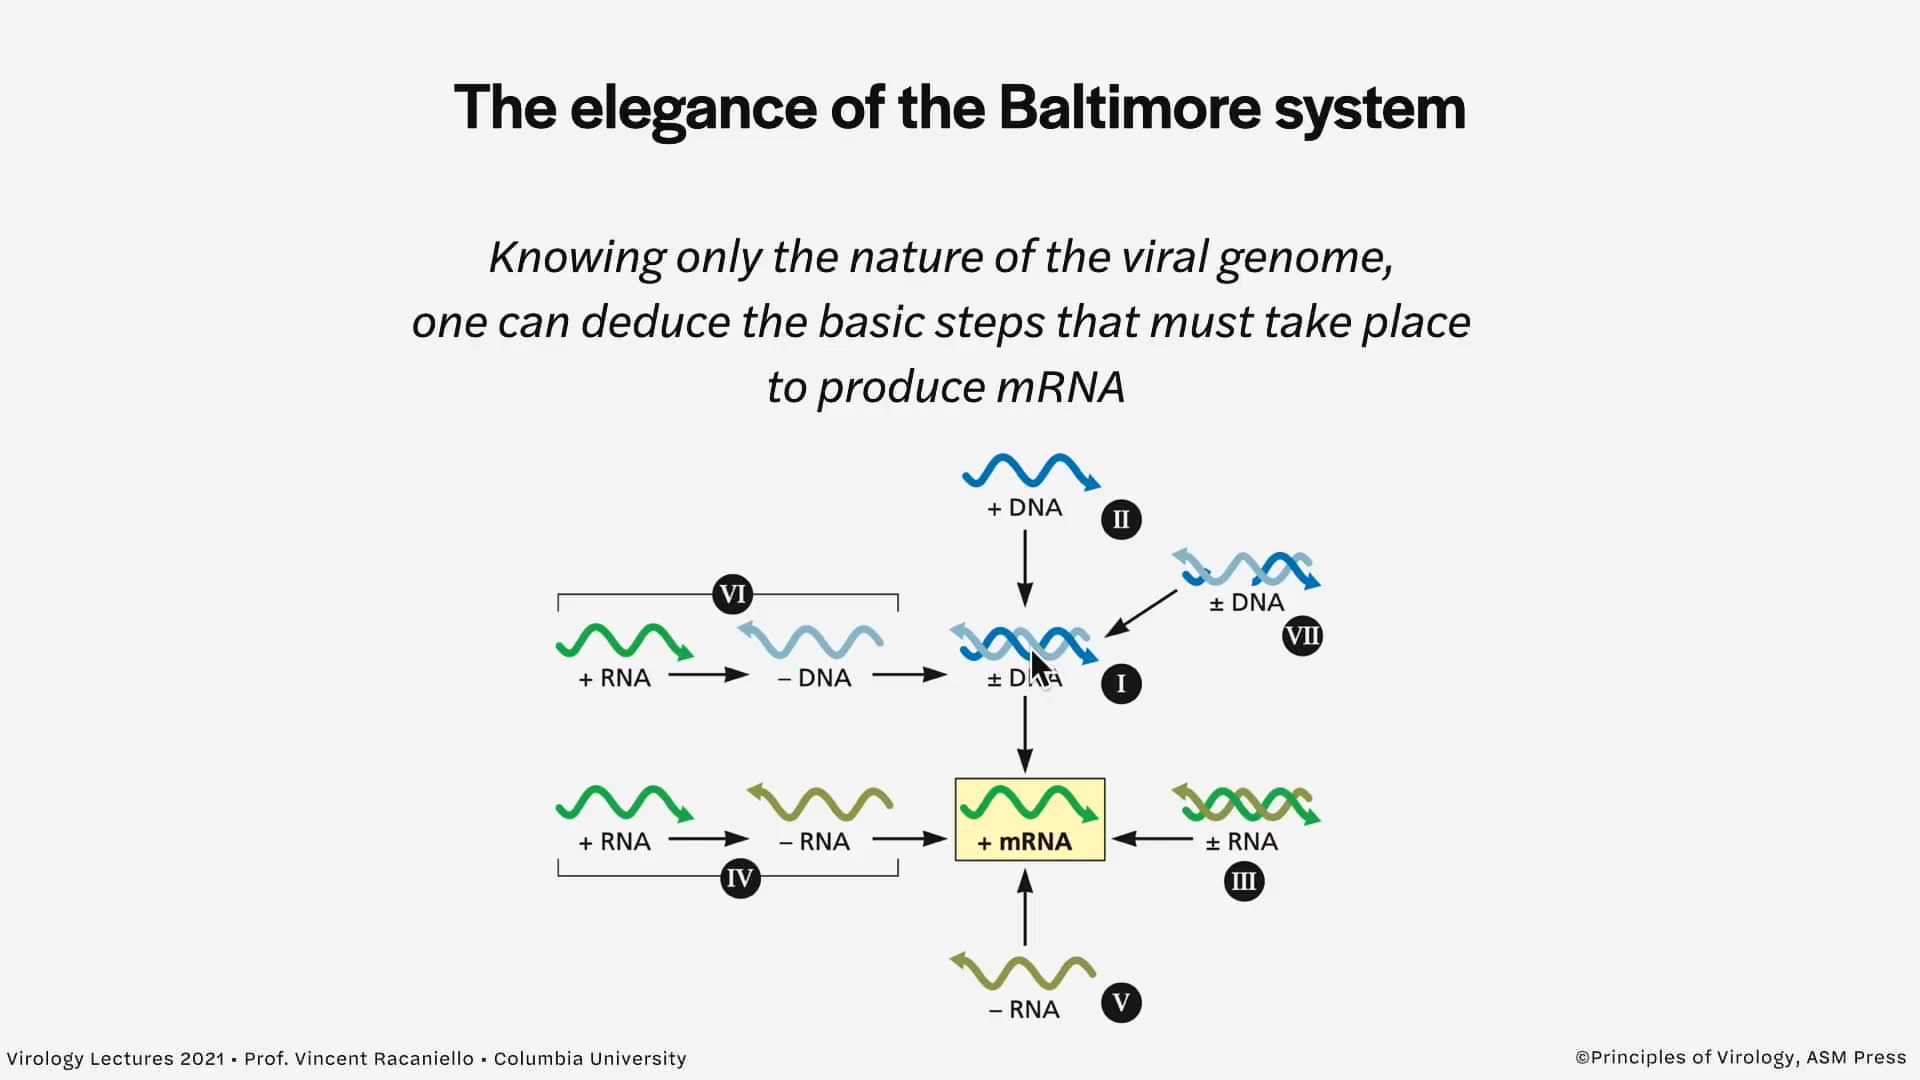 The elegance of the Baltimore system
Knowing only the nature of the viral genome,
one can deduce the basic steps that must take place
to produce mRNA
+ DNA
II
± DNA
VII
VI
+ RNA
– DNA
± DNA
I
+ RNA
– RNA
+ mRNA
± RNA
IV
III
– RNA
V
Virology Lectures 2021 • Prof. Vincent Racaniello • Columbia University
©Principles of Virology, ASM Press